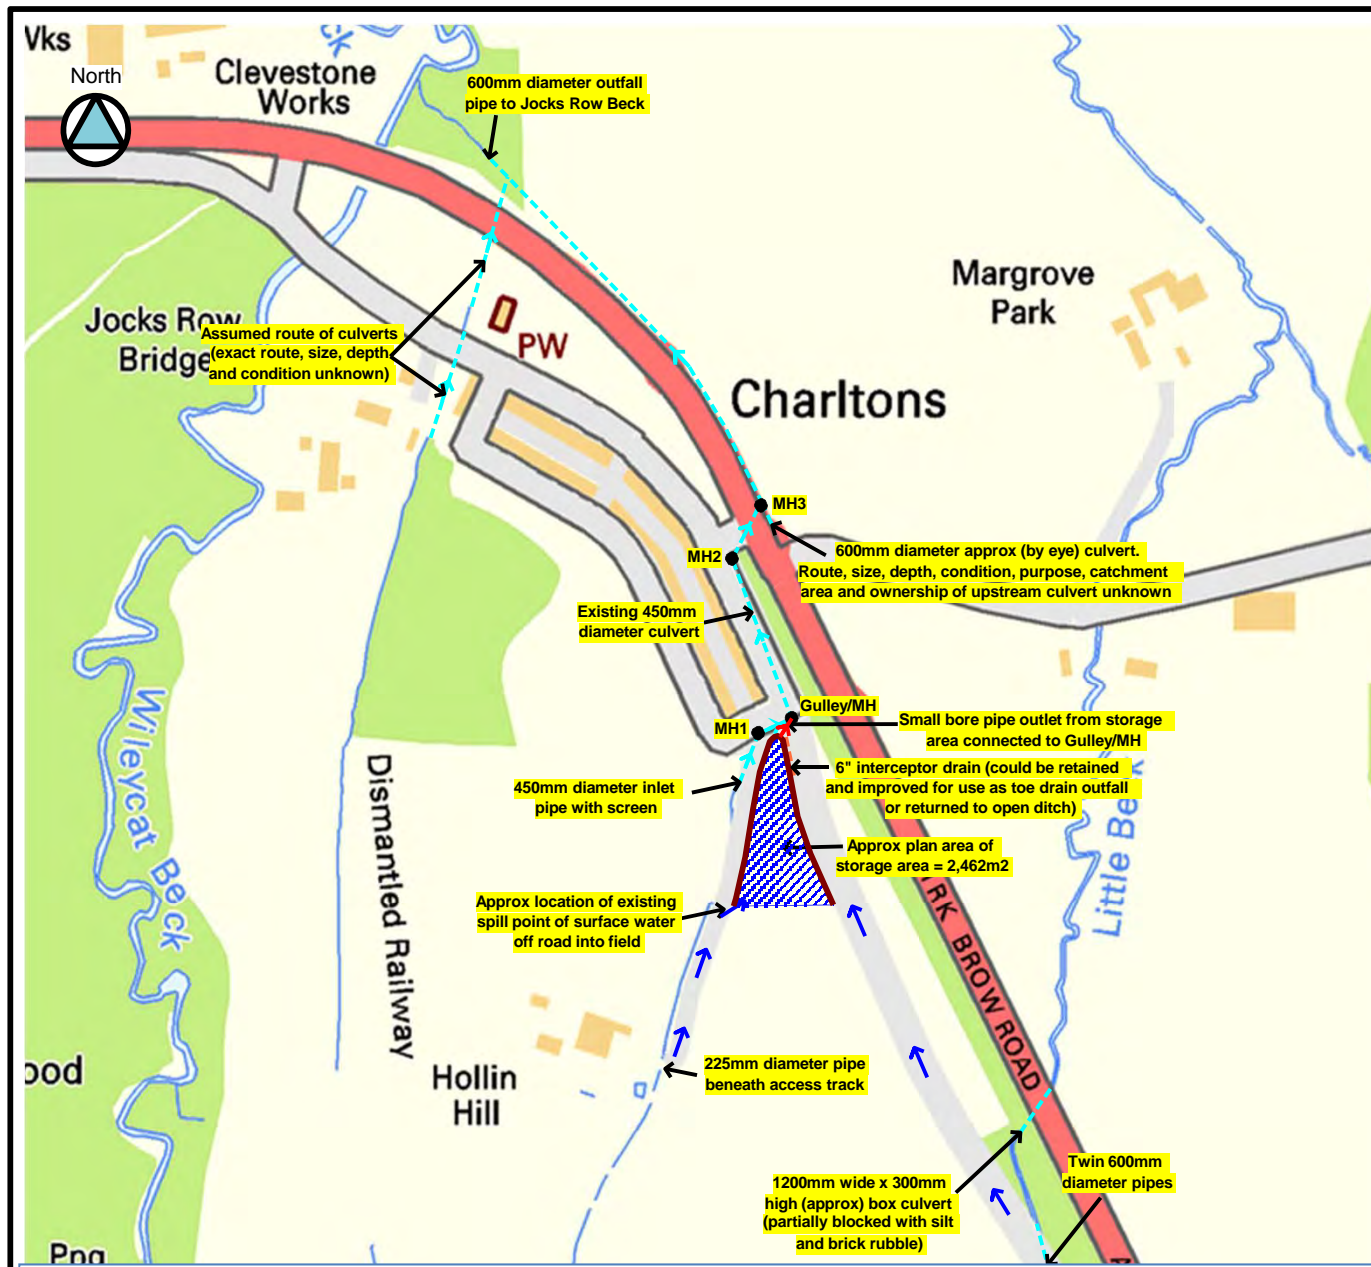 Vks
North
Clevestone
Works
ck
600mm diameter outfall
pipe to Jocks Row Beck
Margrove
Park
Jocks Row
Bridge
Assumed route of culverts
(exact route, size, depth
and condition unknown)
PW
Charltons
MH3
MH2
600mm diameter approx (by eye) culvert.
Route, size, depth, condition, purpose, catchment
area and ownership of upstream culvert unknown
Existing 450mm
diameter culvert
Wileycat Beck
Gulley/MH
MH1
Small bore pipe outlet from storage
area connected to Gulley/MH
Dismantled Railway
450mm diameter inlet
pipe with screen
6" interceptor drain (could be retained
and improved for use as toe drain outfall
or returned to open ditch)
Little Be k
Approx plan area of
storage area = 2,462m2
Approx location of existing
spill point of surface water
off road into field
RK BROW ROAD
ood
Hollin
Hill
225mm diameter pipe
beneath access track
1200mm wide x 300mm
high (approx) box culvert
(partially blocked with silt
and brick rubble)
Twin 600mm
diameter pipes
Ppg